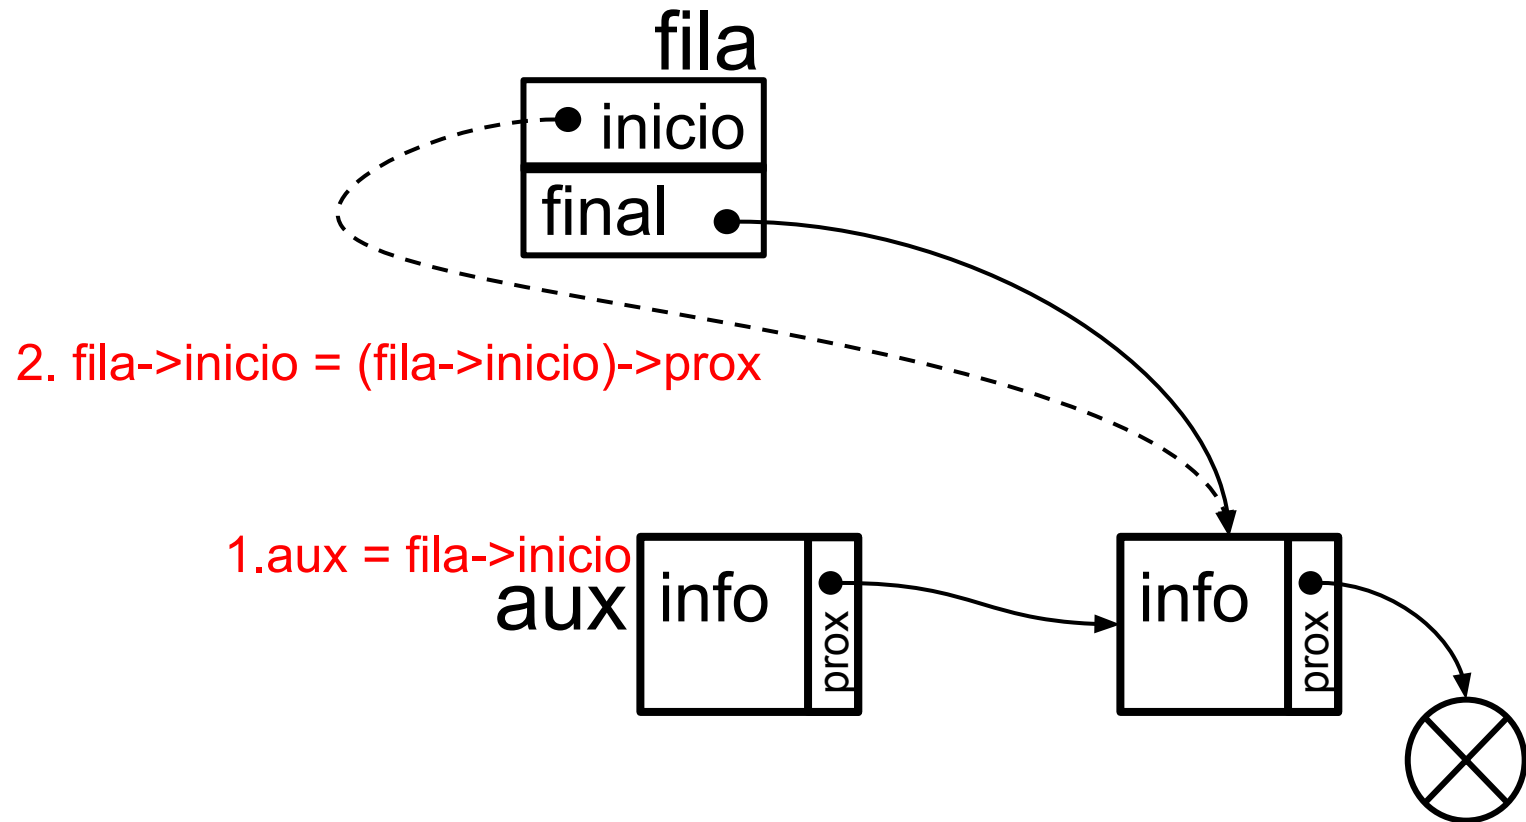 fila
inicio
final
2. fila->inicio = (fila->inicio)->prox
1.aux = fila->inicio
aux
info
prox
info
prox